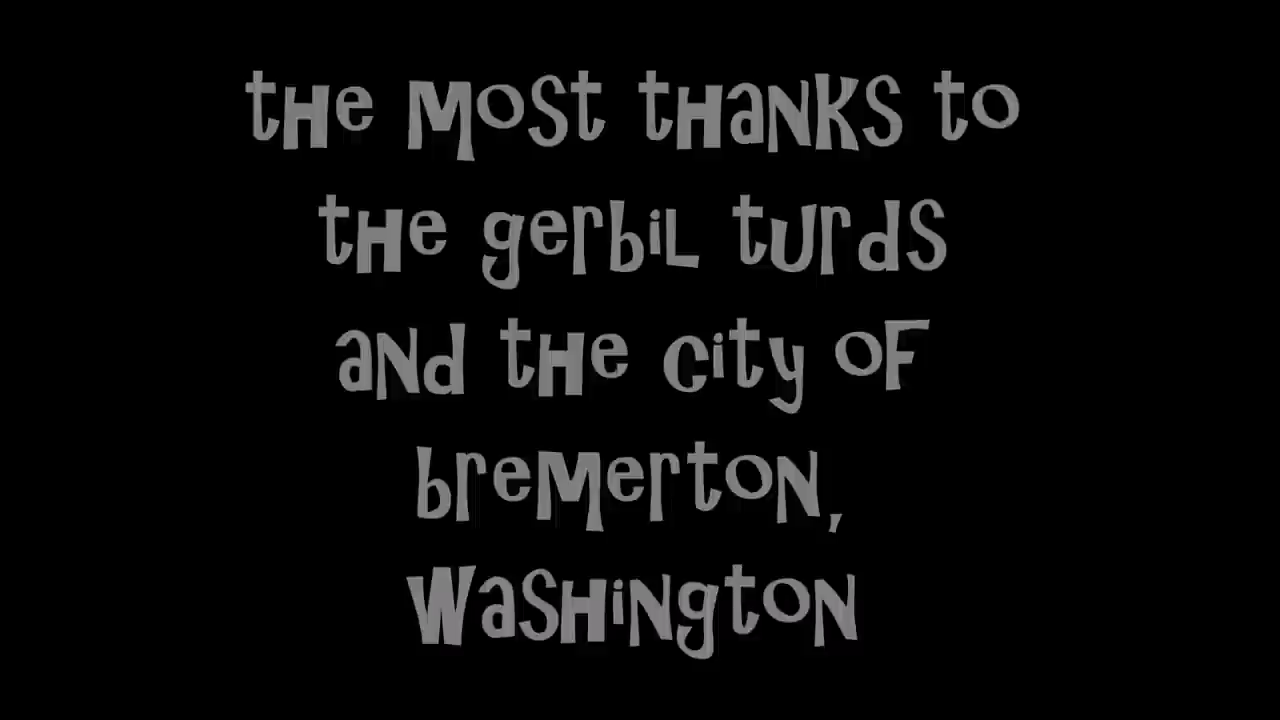 the most thanks to
the gerbil turds
and the city of
bremerton,
Washington